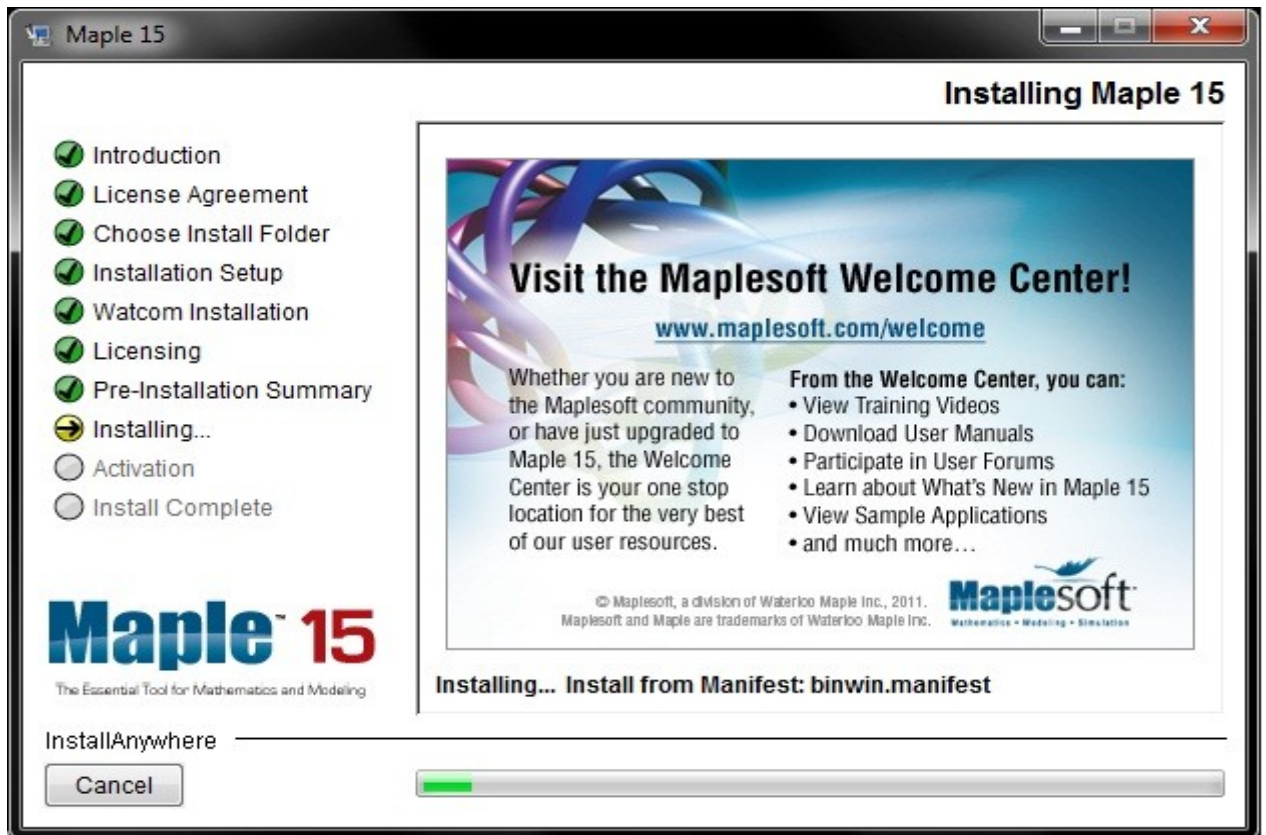 Maple 15
Installing Maple 15
Introduction
License Agreement
Choose Install Folder
Installation Setup
Watcom Installation
Licensing
Pre-Installation Summary
Installing...
Activation
Install Complete
Maple™ 15
The Essential Tool for Mathematics and Modeling
Visit the Maplesoft Welcome Center!
www.maplesoft.com/welcome
Whether you are new to
the Maplesoft community,
or have just upgraded to
Maple 15, the Welcome
Center is your one stop
location for the very best
of our user resources.
From the Welcome Center, you can:
• View Training Videos
• Download User Manuals
• Participate in User Forums
• Learn about What's New in Maple 15
• View Sample Applications
• and much more…
© Maplesoft, a division of Waterloo Maple Inc., 2011.
Maplesoft and Maple are trademarks of Waterloo Maple Inc.
Maplesoft
Mathematics • Modeling • Simulation
Installing... Install from Manifest: binwin.manifest
InstallAnywhere
Cancel